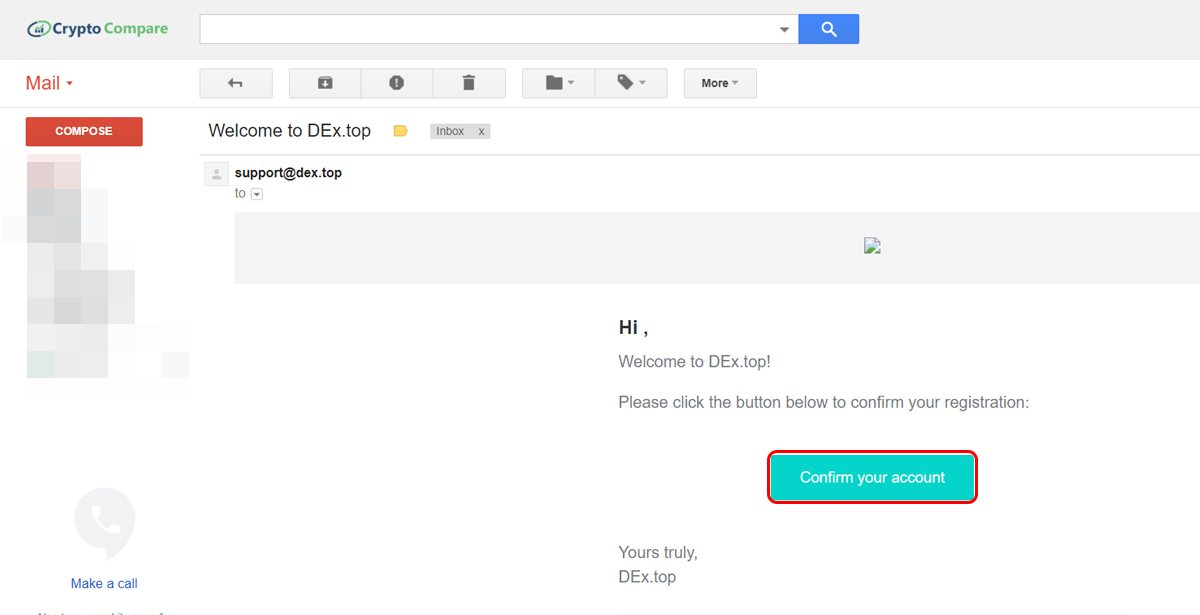 Crypto Compare
Mail
More
COMPOSE
Welcome to DEx.top
Inbox x
support@dex.top
to
Hi ,
Welcome to DEx.top!
Please click the button below to confirm your registration:
Confirm your account
Yours truly,
DEx.top
Make a call